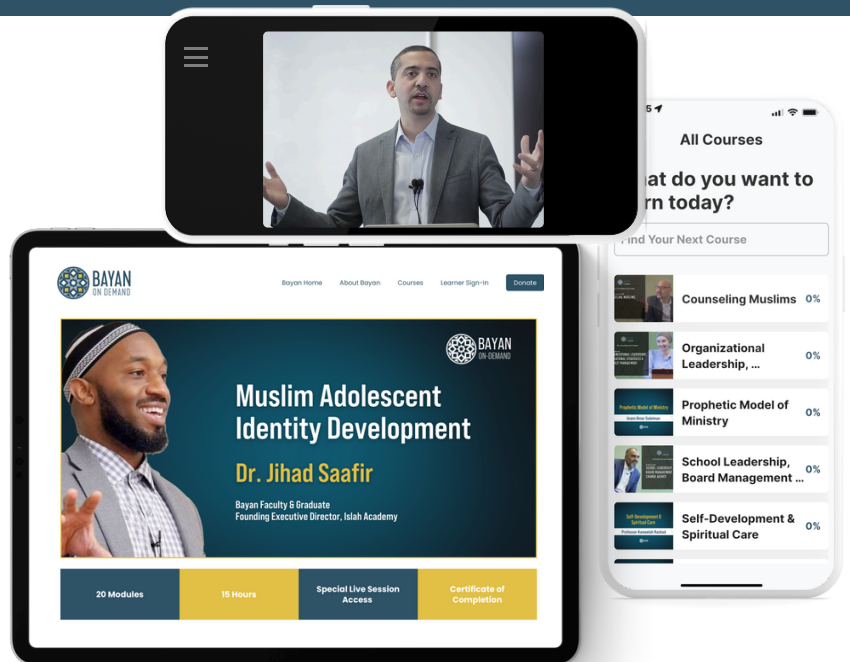 5
All Courses
at do you want to
rn today?
Find Your Next Course
Counseling Muslims 0%
Organizational
Leadership, ... 0%
Prophetic Model of Ministry
Prophetic Model of
Ministry 0%
School Leadership,
Board Management ... 0%
Self-Development &
Spiritual Care
Self-Development &
Spiritual Care 0%
BAYAN
ON DEMAND
Bayan Home About Bayan Courses Learner Sign-In Donate
BAYAN
ON-DEMAND
Muslim Adolescent
Identity Development
Dr. Jihad Saafir
Bayan Faculty & Graduate
Founding Executive Director, Islah Academy
20 Modules 15 Hours Special Live Session
Access Certificate of
Completion